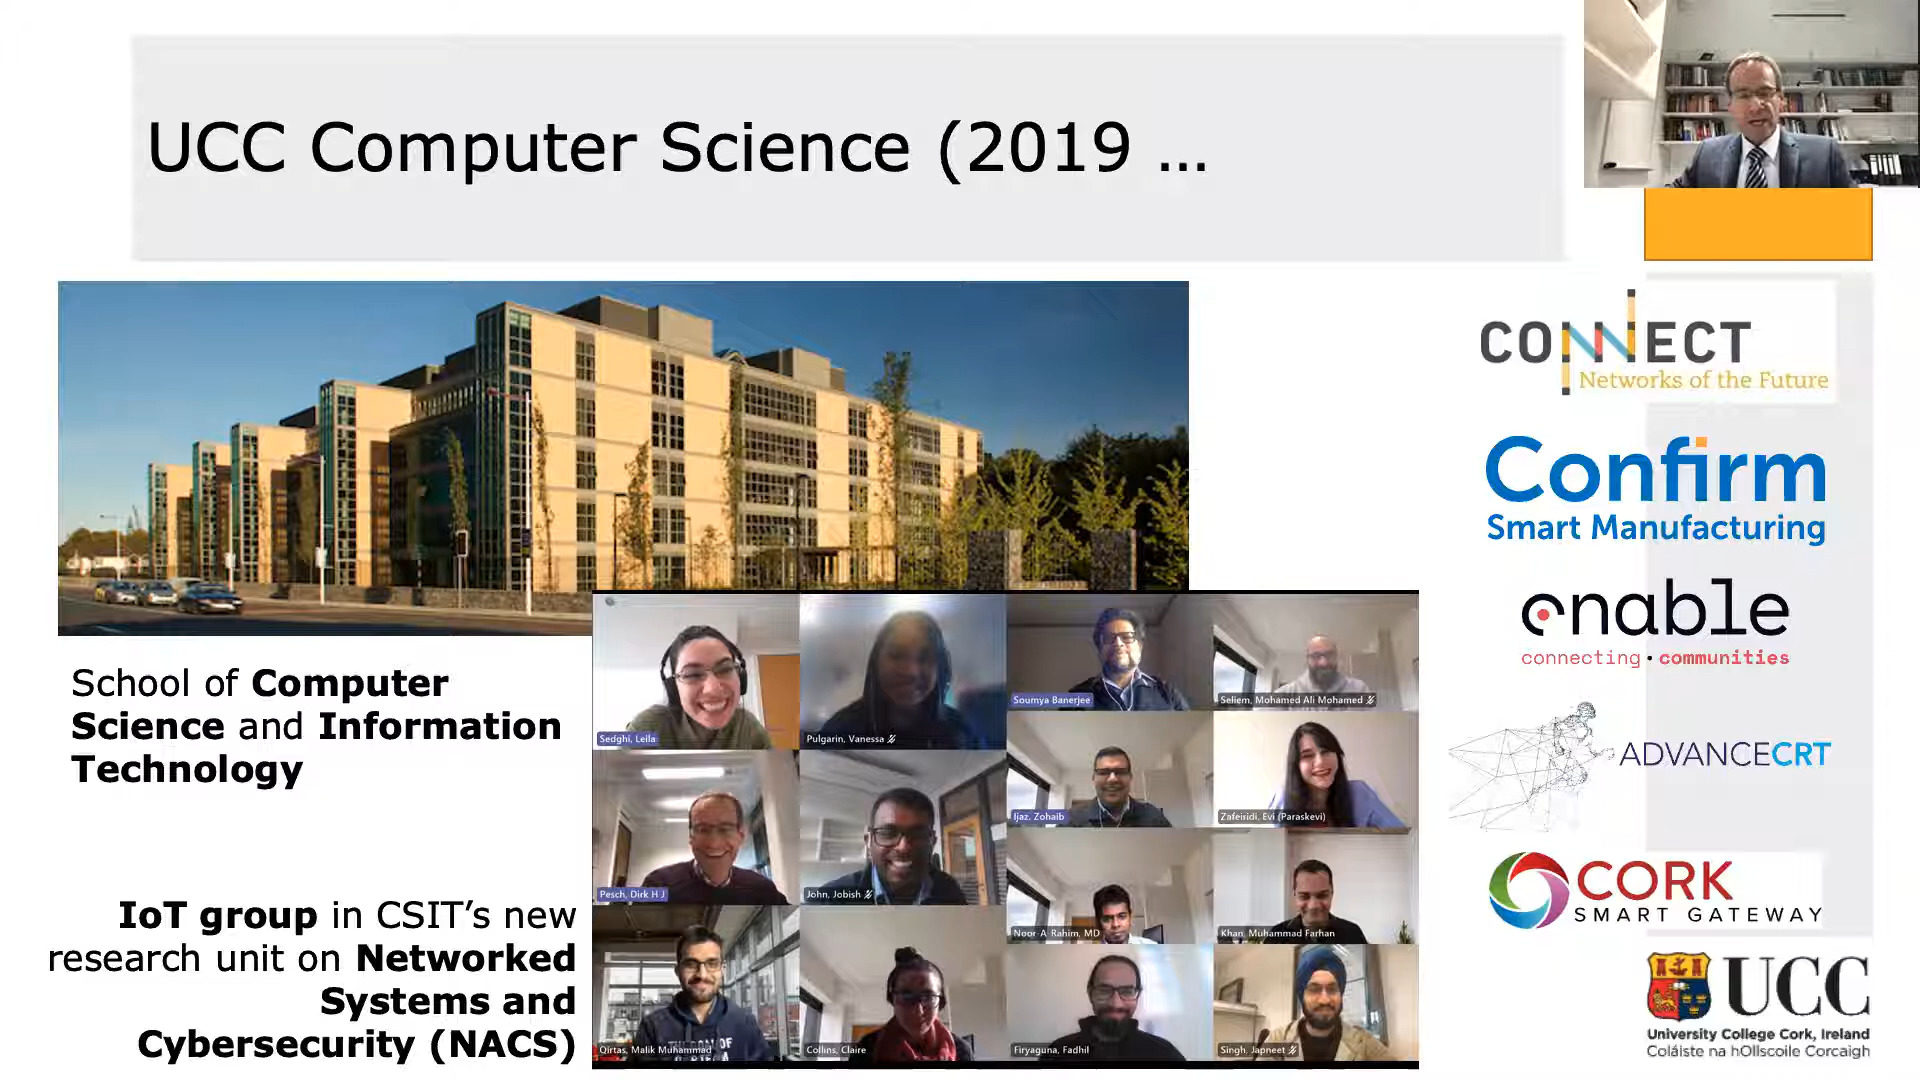 UCC Computer Science (2019 …
CONNECT
Networks of the Future
Confirm
Smart Manufacturing
enable
connecting · communities
ADVANCECRT
CORK
SMART GATEWAY
UCC
University College Cork, Ireland
Coláiste na hOllscoile Corcaigh
School of Computer
Science and Information
Technology
IoT group in CSIT’s new
research unit on Networked
Systems and
Cybersecurity (NACS)
Sedghi, Leila
Pulgarin, Vanessa
Soumya Banerjee
Seliem, Mohamed Ali Mohamed
Ijaz, Zohaib
Zafeiridi, Evi (Paraskevi)
Pesch, Dirk H J
John, Jobish
Noor-A-Rahim, MD
Khan, Muhammad Farhan
Qirtas, Malik Muhammad
Collins, Claire
Firyaguna, Fadhil
Singh, Japneet